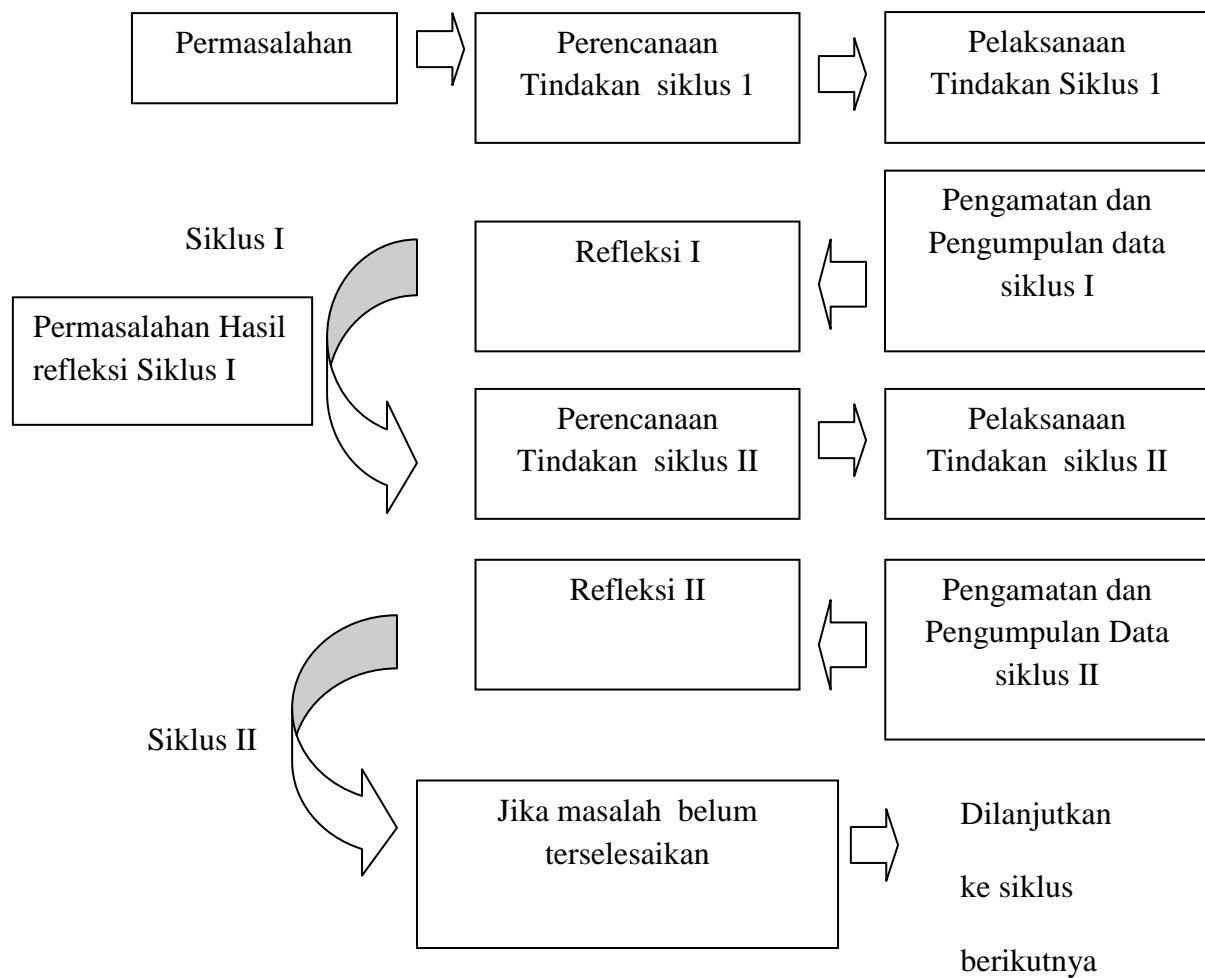 Permasalahan
Perencanaan
Tindakan siklus 1
Pelaksanaan
Tindakan Siklus 1
Pengamatan dan
Pengumpulan data
siklus I
Refleksi I
Siklus I
Permasalahan Hasil
refleksi Siklus I
Perencanaan
Tindakan siklus II
Pelaksanaan
Tindakan siklus II
Pengamatan dan
Pengumpulan Data
siklus II
Refleksi II
Siklus II
Jika masalah belum
terselesaikan
Dilanjutkan
ke siklus
berikutnya